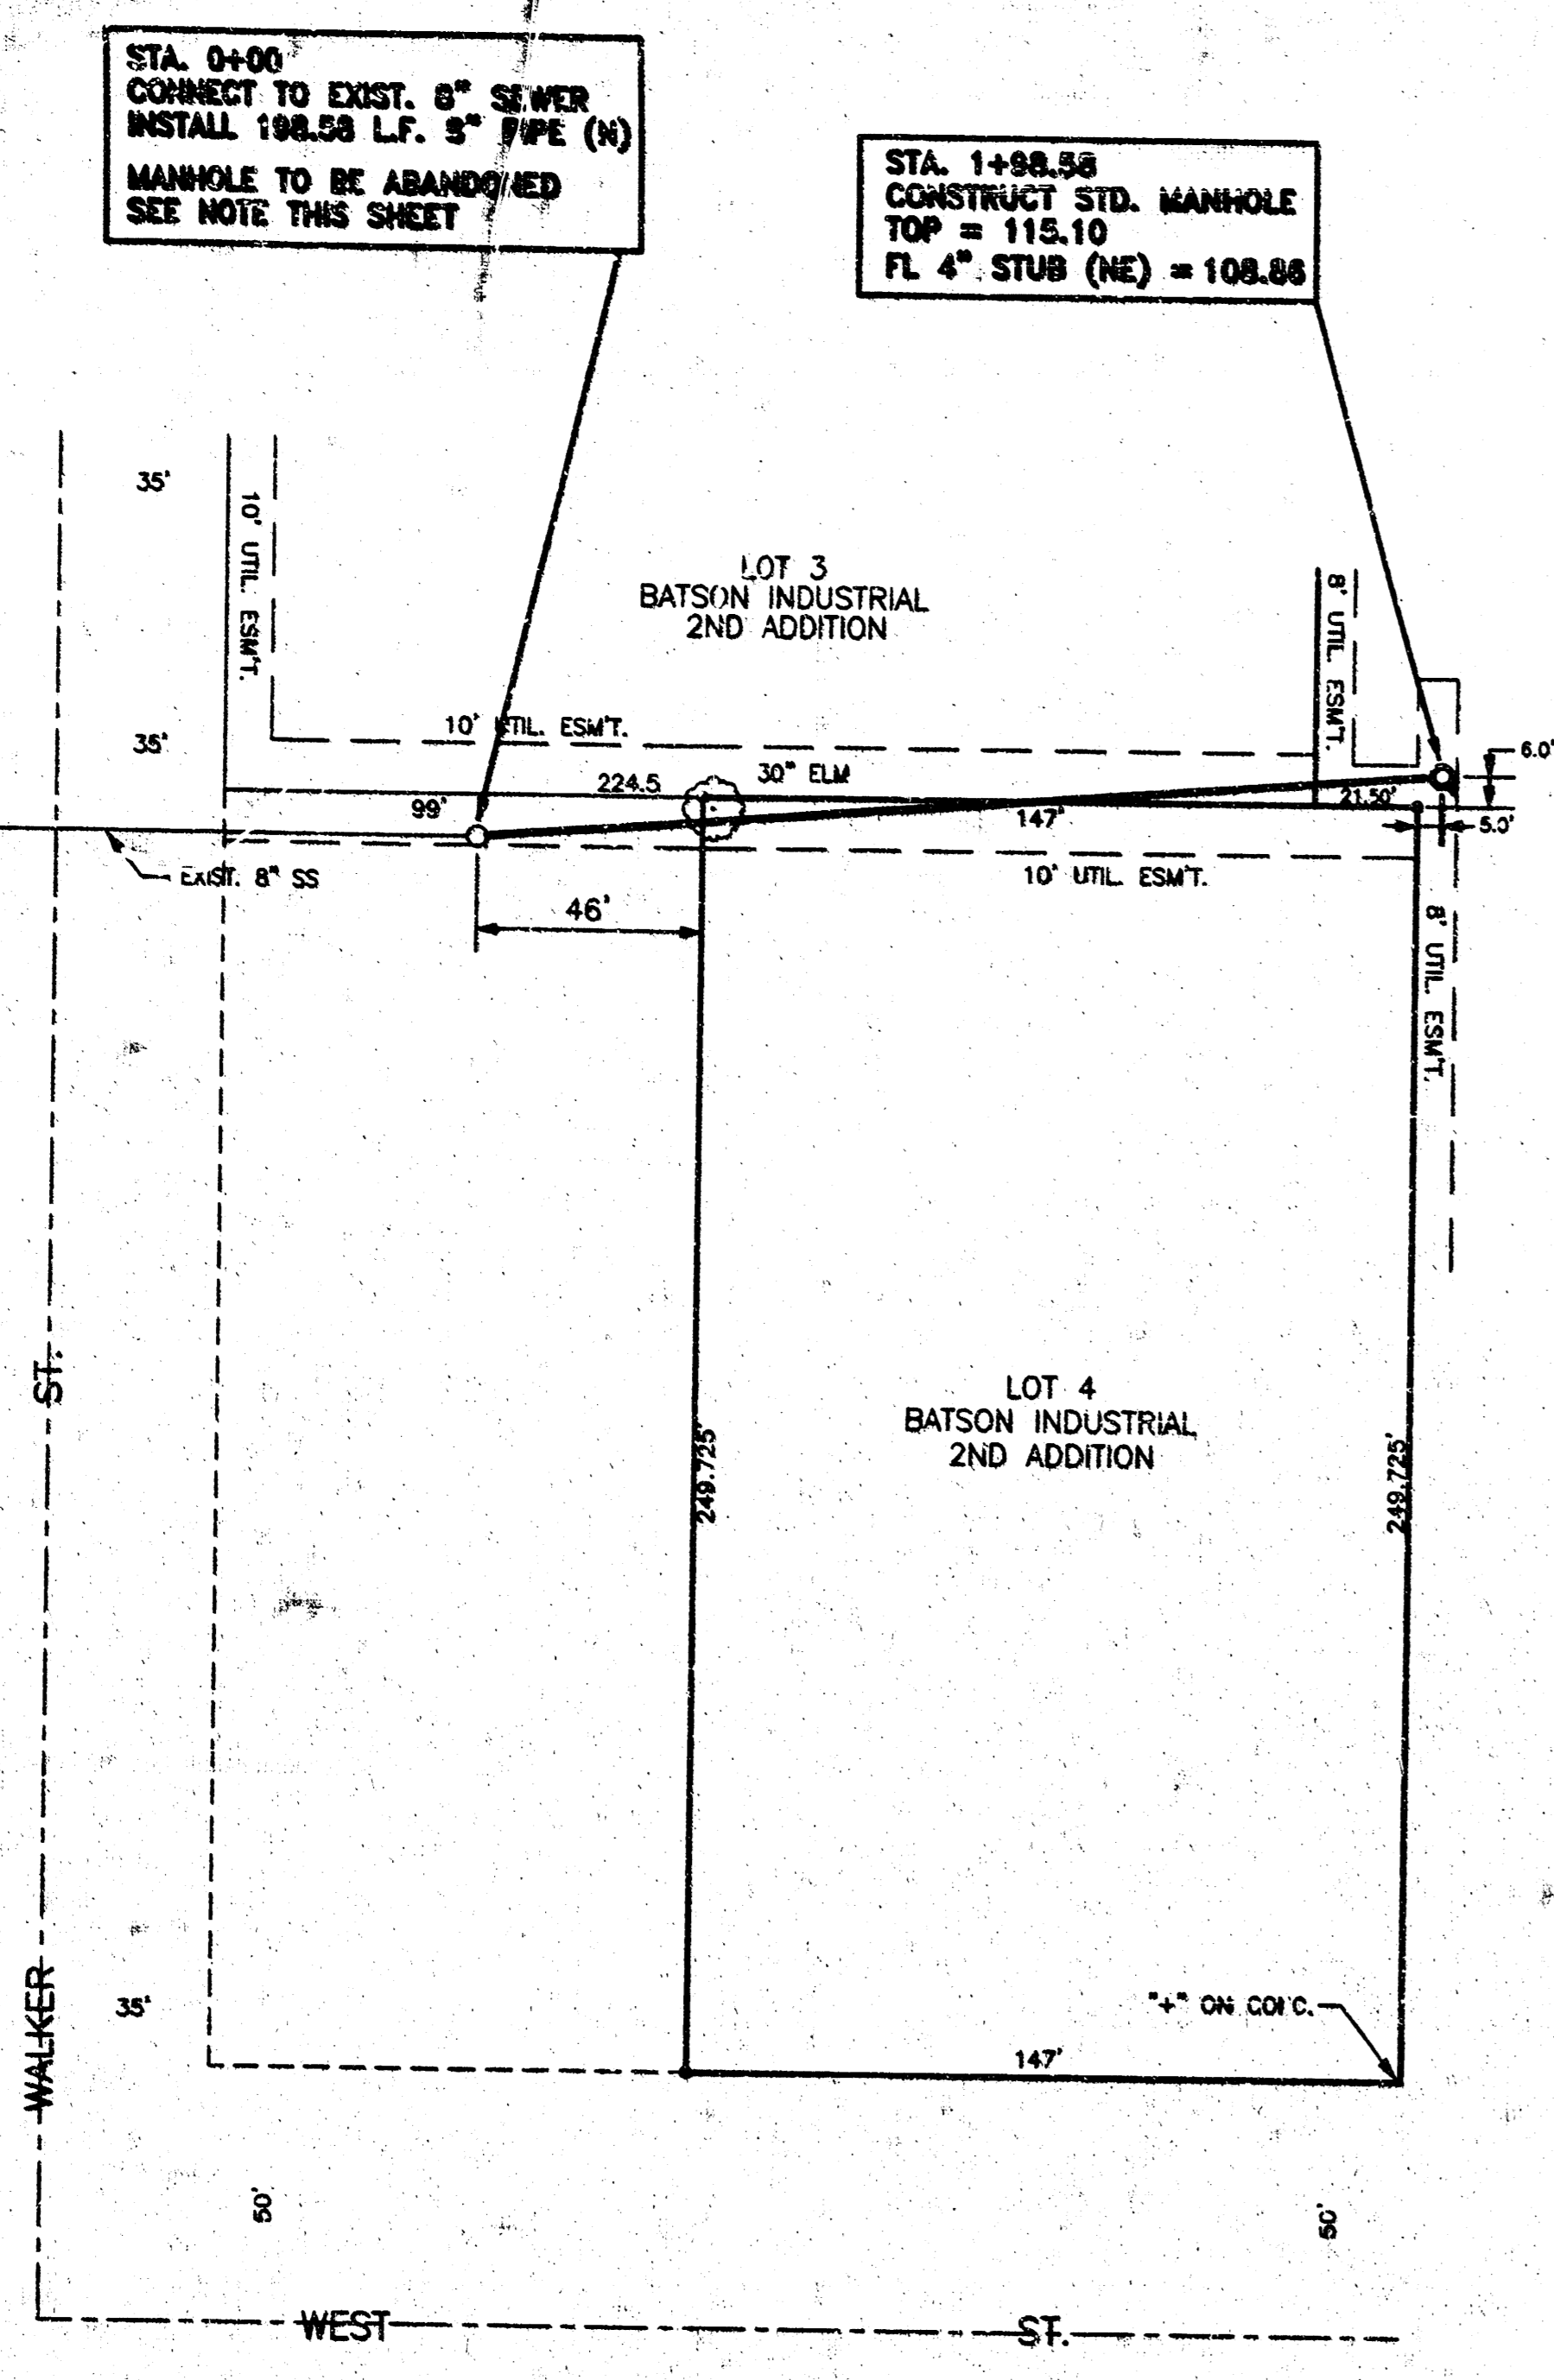 STA. 0+00
CONNECT TO EXIST. 8" SEWER
INSTALL 198.58 L.F. 8" PIPE (N)
MANHOLE TO BE ABANDONED
SEE NOTE THIS SHEET
STA. 1+98.58
CONSTRUCT STD. MANHOLE
TOP = 115.10
FL 4" STUB (NE) = 108.86
35'
10' UTIL. ESM'T.
LOT 3
BATSON INDUSTRIAL
2ND ADDITION
8' UTIL. ESM'T.
35'
10' UTIL. ESM'T.
6.0'
224.5
30" ELM
99'
147'
21.50'
5.0'
EXIST. 8" SS
10' UTIL. ESM'T.
46'
8' UTIL. ESM'T.
ST.
LOT 4
BATSON INDUSTRIAL
2ND ADDITION
249.725'
249.725'
WALKER
35'
"+" ON CONC.
147'
50'
50'
WEST ST.